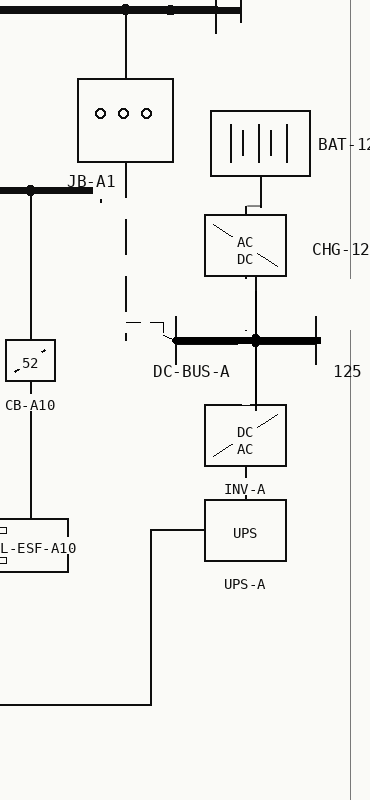 BAT-12
JB-A1
AC
DC
CHG-12
52
DC-BUS-A
125
CB-A10
DC
AC
INV-A
UPS
L-ESF-A10
UPS-A